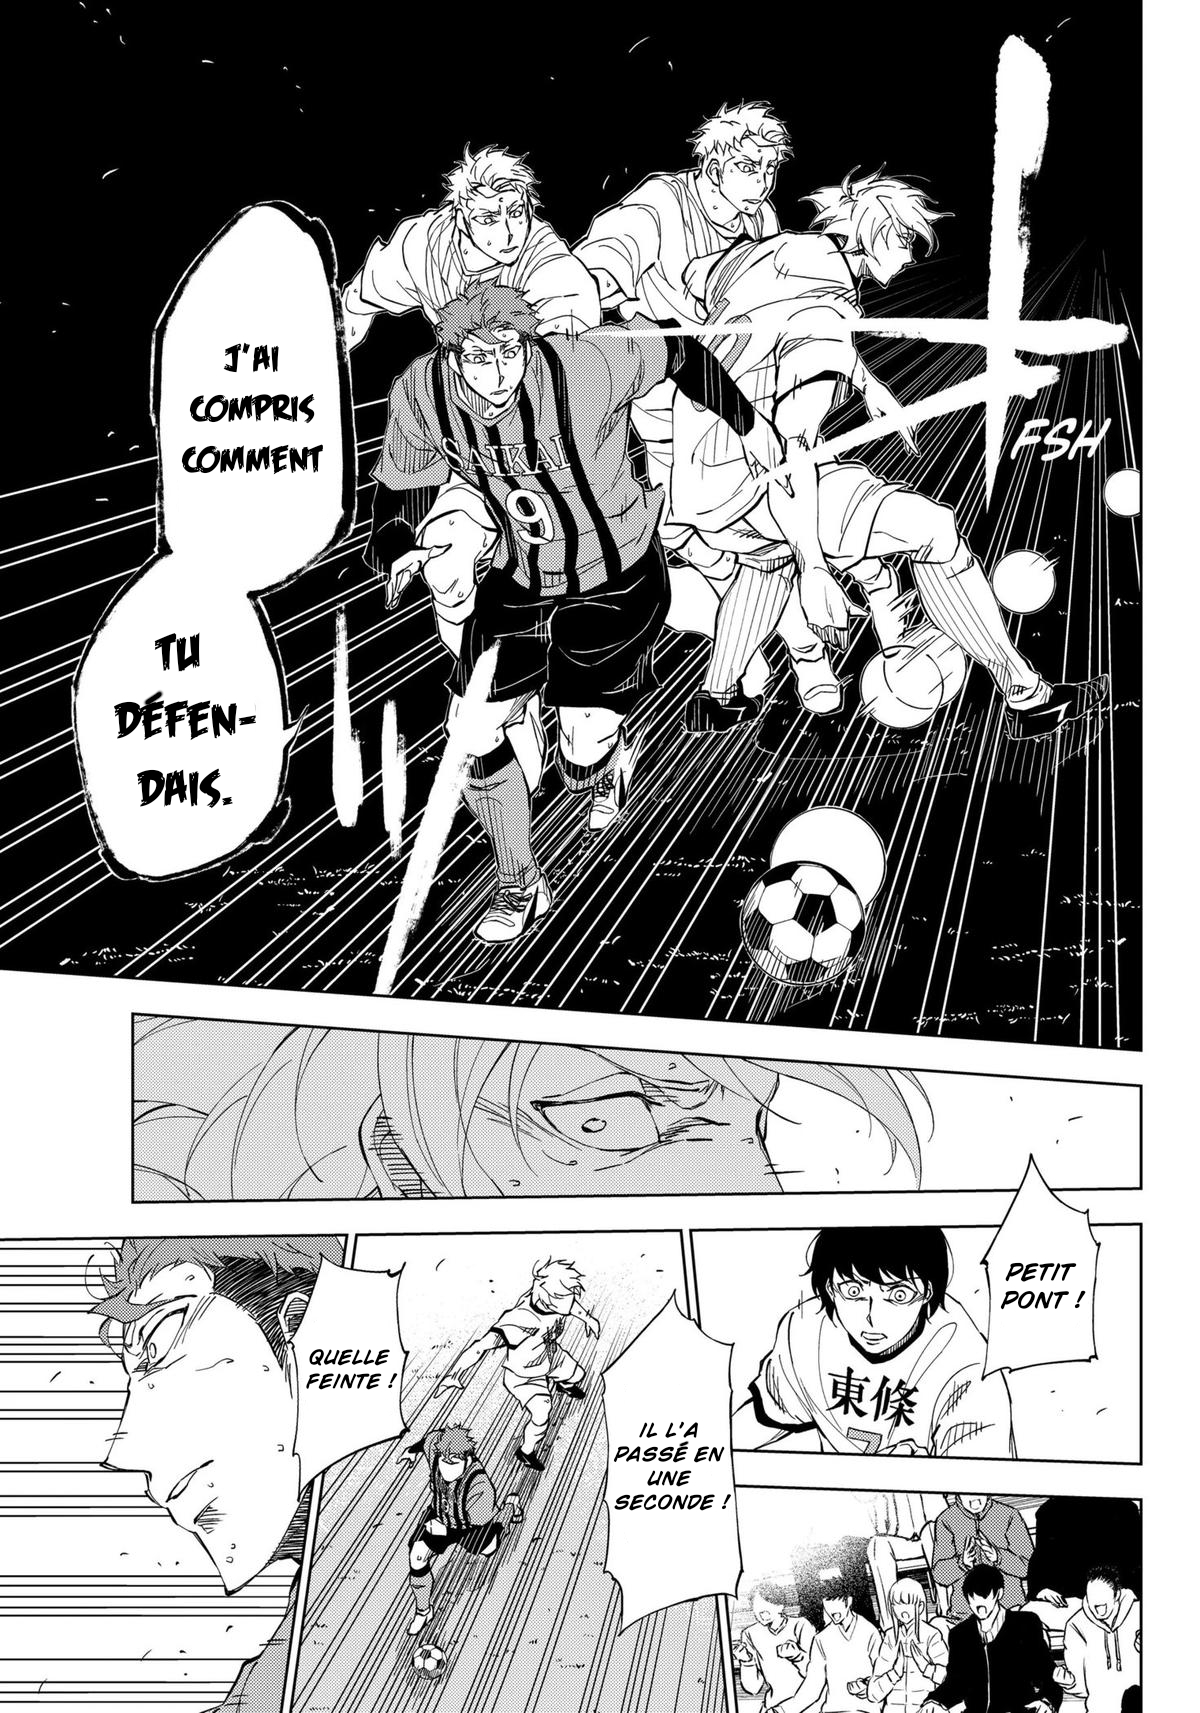 J'AI
COMPRIS
COMMENT
TU
DÉFEN-
DAIS.
FSH
SAIKAI
9
PETIT
PONT !
東條
7
IL L'A
PASSÉ EN
UNE
SECONDE !
QUELLE
FEINTE !